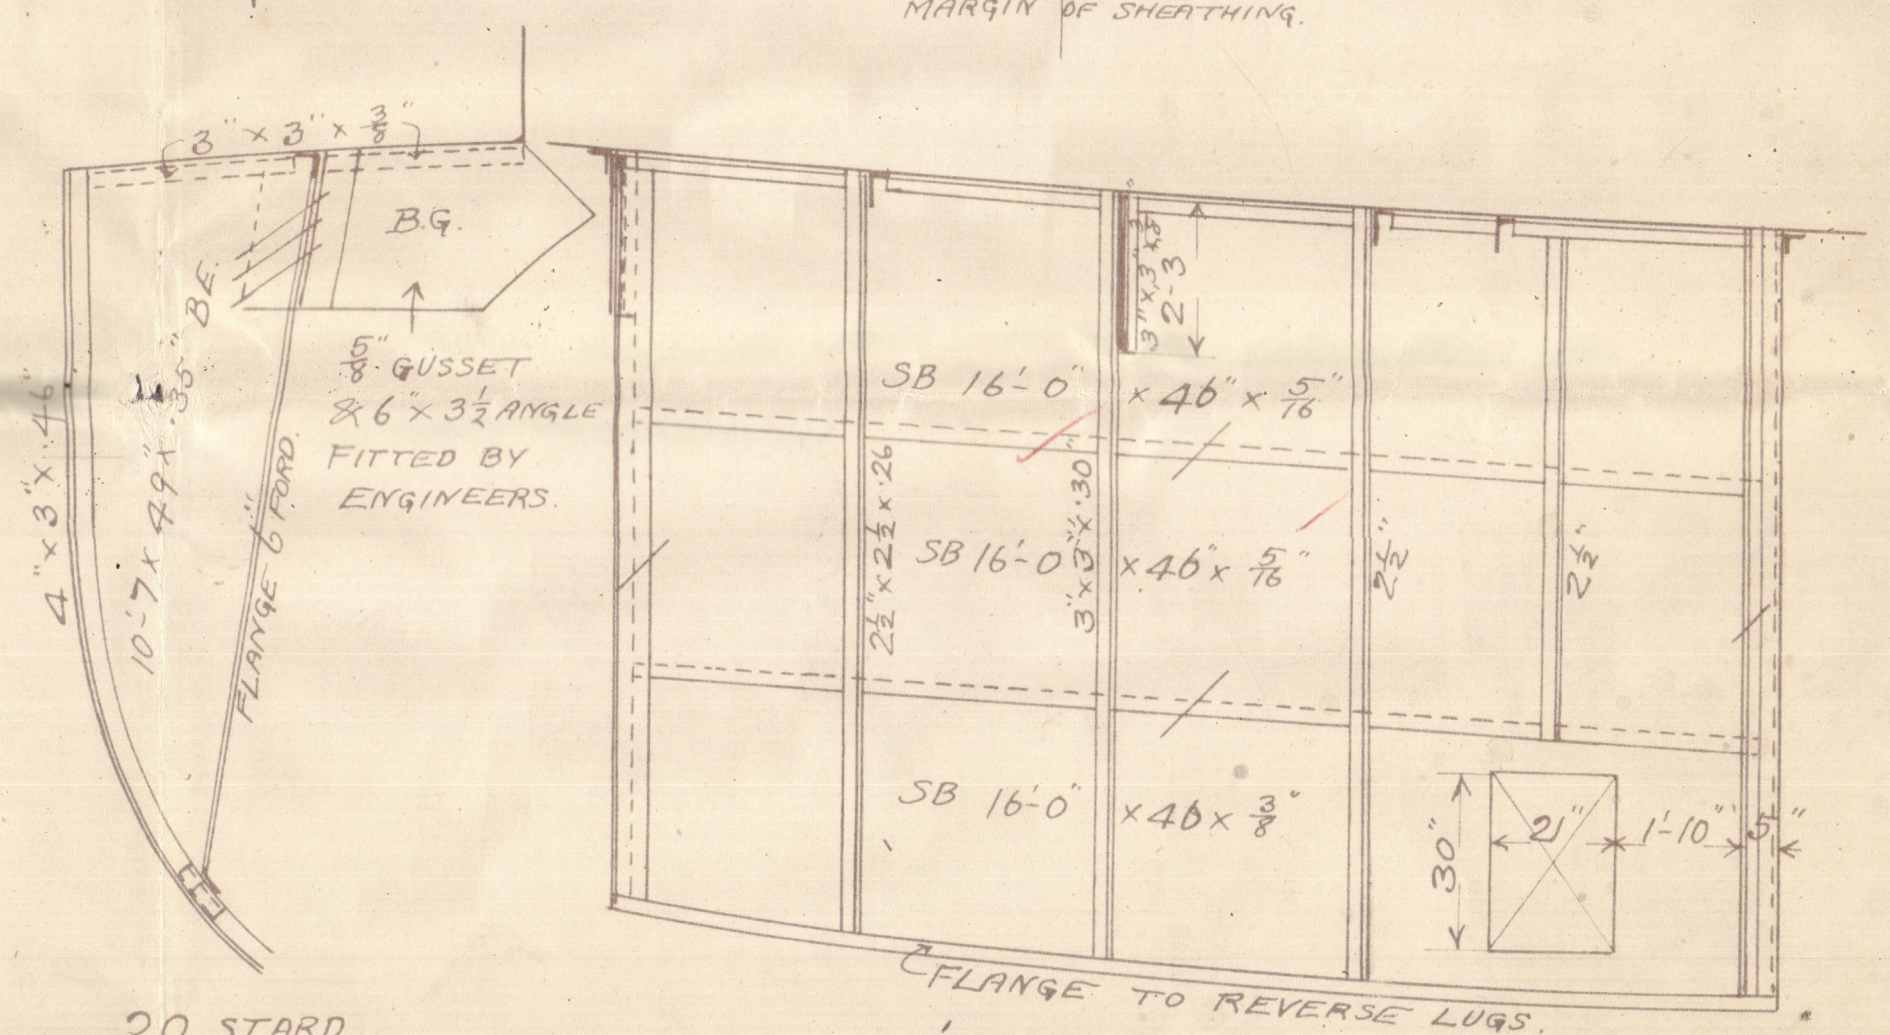 MARGIN OF SHEATHING.
3" x 3" x 3/8"
B.G.
B.E.
5/8" GUSSET
& 6" x 3 1/2 ANGLE
FITTED BY
ENGINEERS.
4" x 3" x .46"
10'-7 x 49" x .35"
FLANGE 6" FORD.
3" x 3" x 3/8"
2'-3
SB 16'-0" x 46" x 5/16"
2 1/2" x 2 1/2 x .26
3" x 3" x .30"
SB 16'-0 x 46" x 5/16"
2 1/2"
2 1/2"
SB 16'-0" x 46 x 3/8"
30"
21"
1'-10"
5"
FLANGE TO REVERSE LUGS.
20 STARD